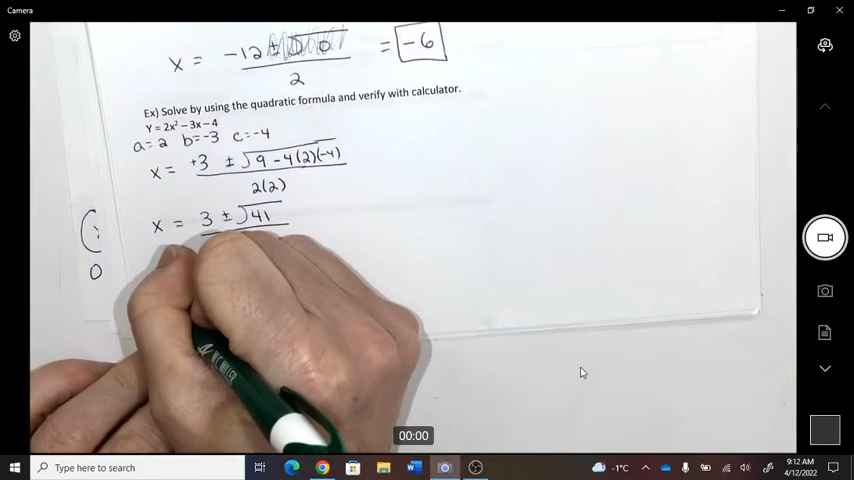 Camera
x = -12 ± = -6
2
Ex) Solve by using the quadratic formula and verify with calculator.
Y = 2x² – 3x – 4
a=2 b=-3 c=-4
x = +3 ± √9 - 4(2)(-4)
2(2)
x = 3 ± √41
0
W.C. MILLER
00:00
Type here to search
-1°C
9:12 AM
4/12/2022